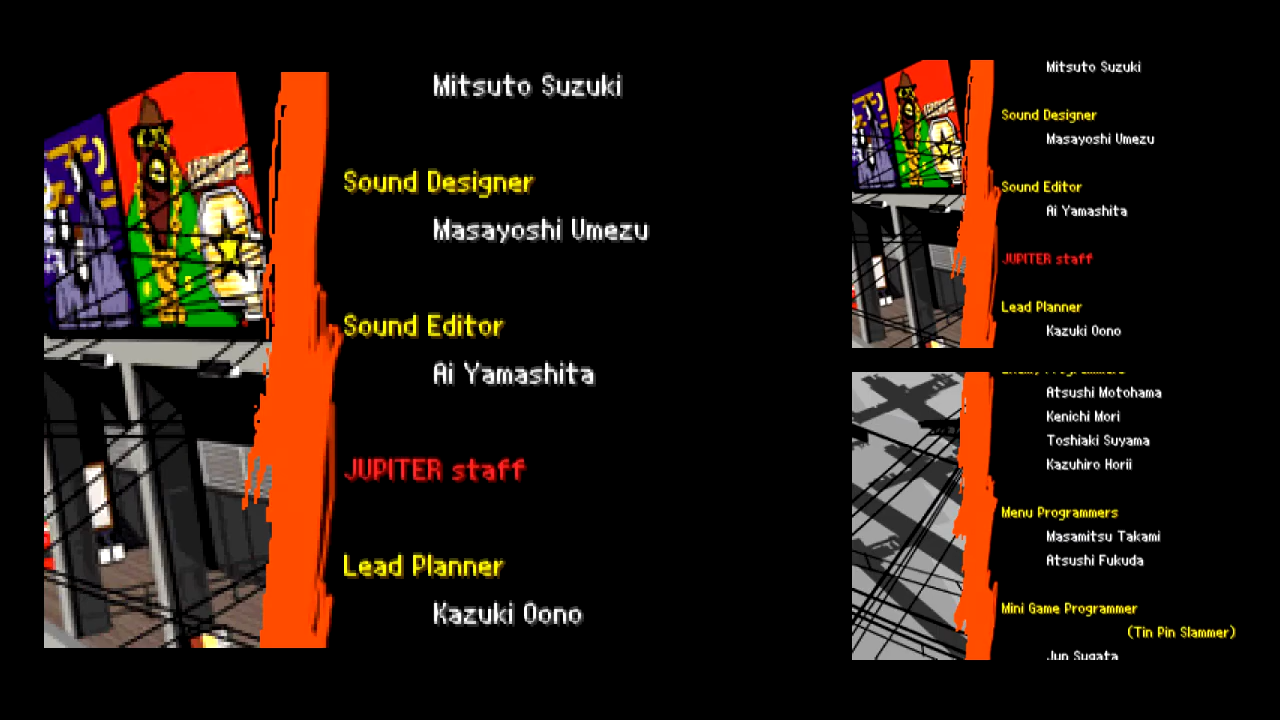 Mitsuto Suzuki
Sound Designer
Masayoshi Umezu
Sound Editor
Ai Yamashita
JUPITER staff
Lead Planner
Kazuki Oono
Mitsuto Suzuki
Sound Designer
Masayoshi Umezu
Sound Editor
Ai Yamashita
JUPITER staff
Lead Planner
Kazuki Oono
Atsushi Motohama
Kenichi Mori
Toshiaki Suyama
Kazuhiro Horii
Menu Programmers
Masamitsu Takami
Atsushi Fukuda
Mini Game Programmer
(Tin Pin Slammer)
Jun Sugata